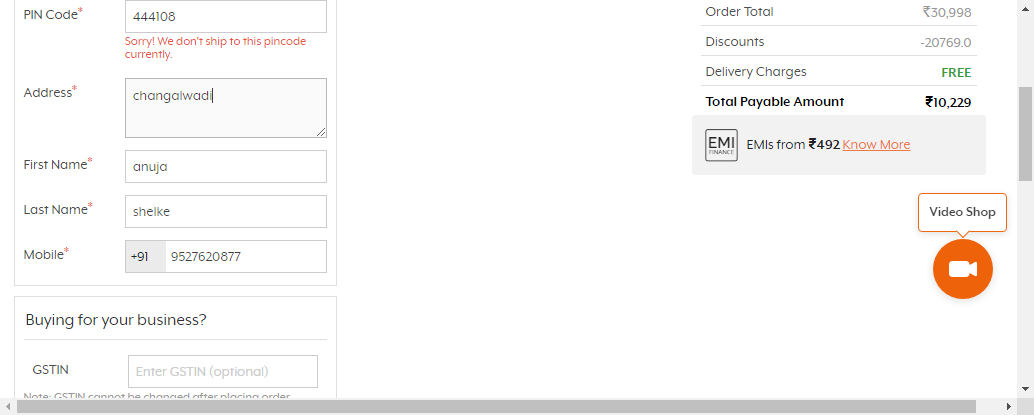 PIN Code*
444108
Sorry! We don't ship to this pincode
currently.
Address*
changalwadi
First Name*
anuja
Last Name*
shelke
Mobile*
+91 9527620877
Buying for your business?
GSTIN
Enter GSTIN (optional)
Note: GSTIN cannot be changed after placing order
Order Total ₹30,998
Discounts -20769.0
Delivery Charges FREE
Total Payable Amount ₹10,229
EMI
FINANCE
EMIs from ₹492 Know More
Video Shop